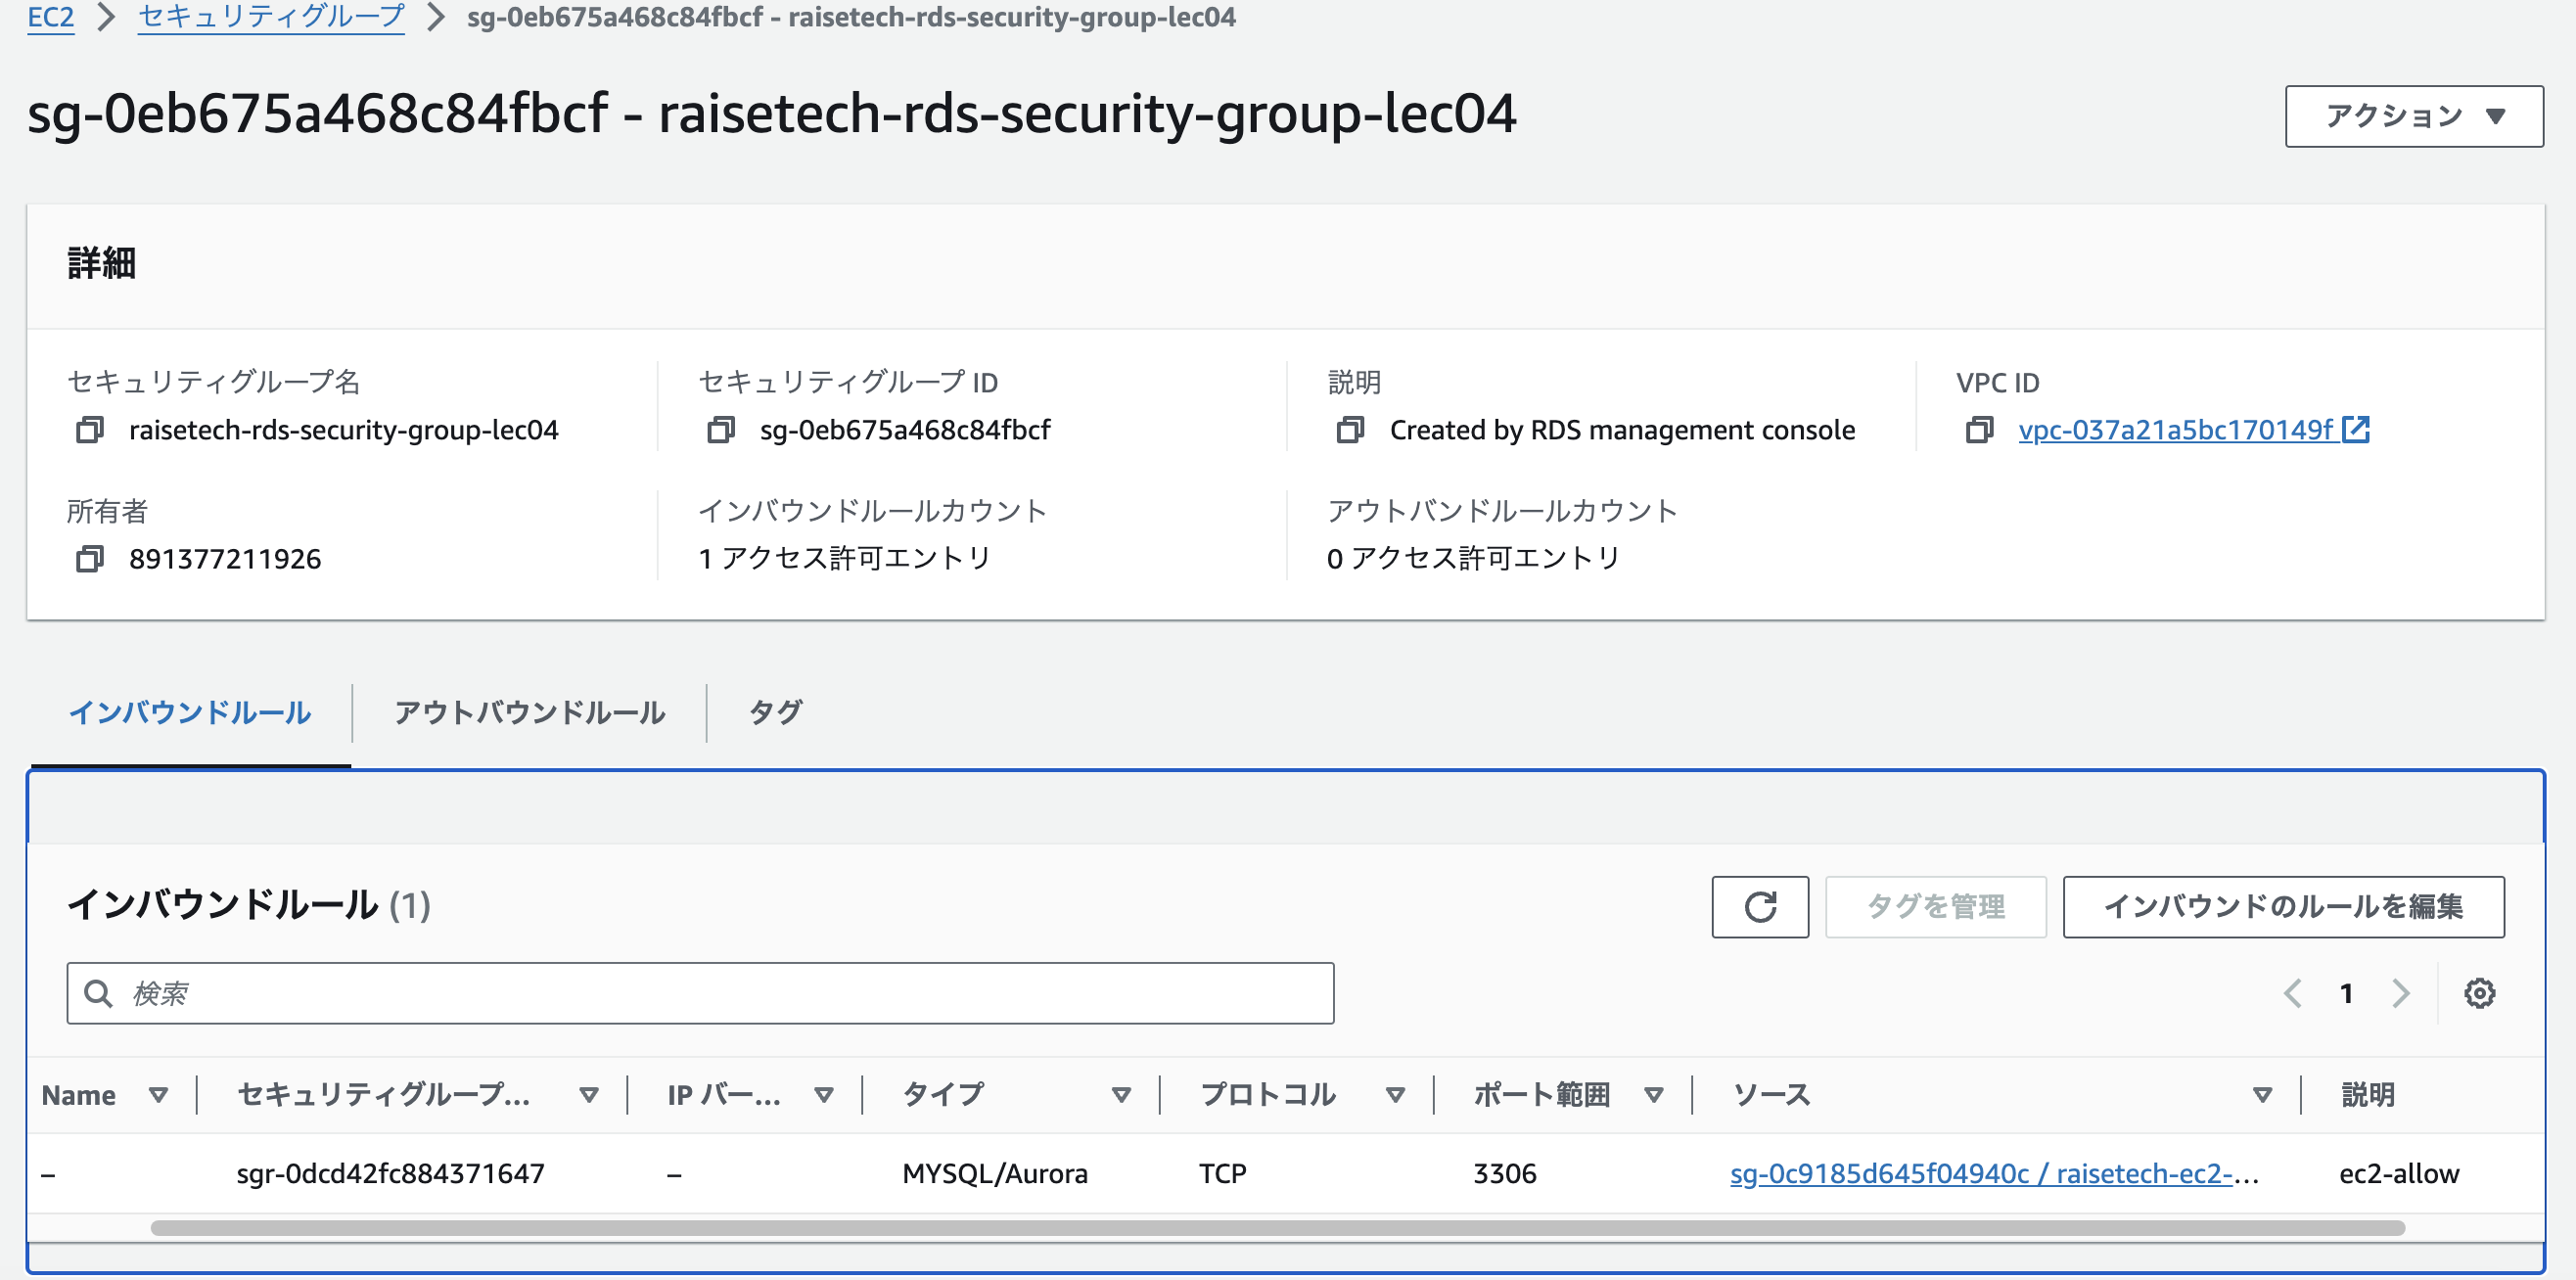 EC2 > セキュリティグループ > sg-0eb675a468c84fbcf - raisetech-rds-security-group-lec04
sg-0eb675a468c84fbcf - raisetech-rds-security-group-lec04
アクション
詳細
セキュリティグループ名
raisetech-rds-security-group-lec04
セキュリティグループ ID
sg-0eb675a468c84fbcf
説明
Created by RDS management console
VPC ID
vpc-037a21a5bc170149f
所有者
891377211926
インバウンドルールカウント
1 アクセス許可エントリ
アウトバンドルールカウント
0 アクセス許可エントリ
インバウンドルール
アウトバウンドルール
タグ
インバウンドルール (1)
タグを管理
インバウンドのルールを編集
検索
1
Name セキュリティグループ... IP バー... タイプ プロトコル ポート範囲 ソース 説明
– sgr-0dcd42fc884371647 – MYSQL/Aurora TCP 3306 sg-0c9185d645f04940c / raisetech-ec2-... ec2-allow